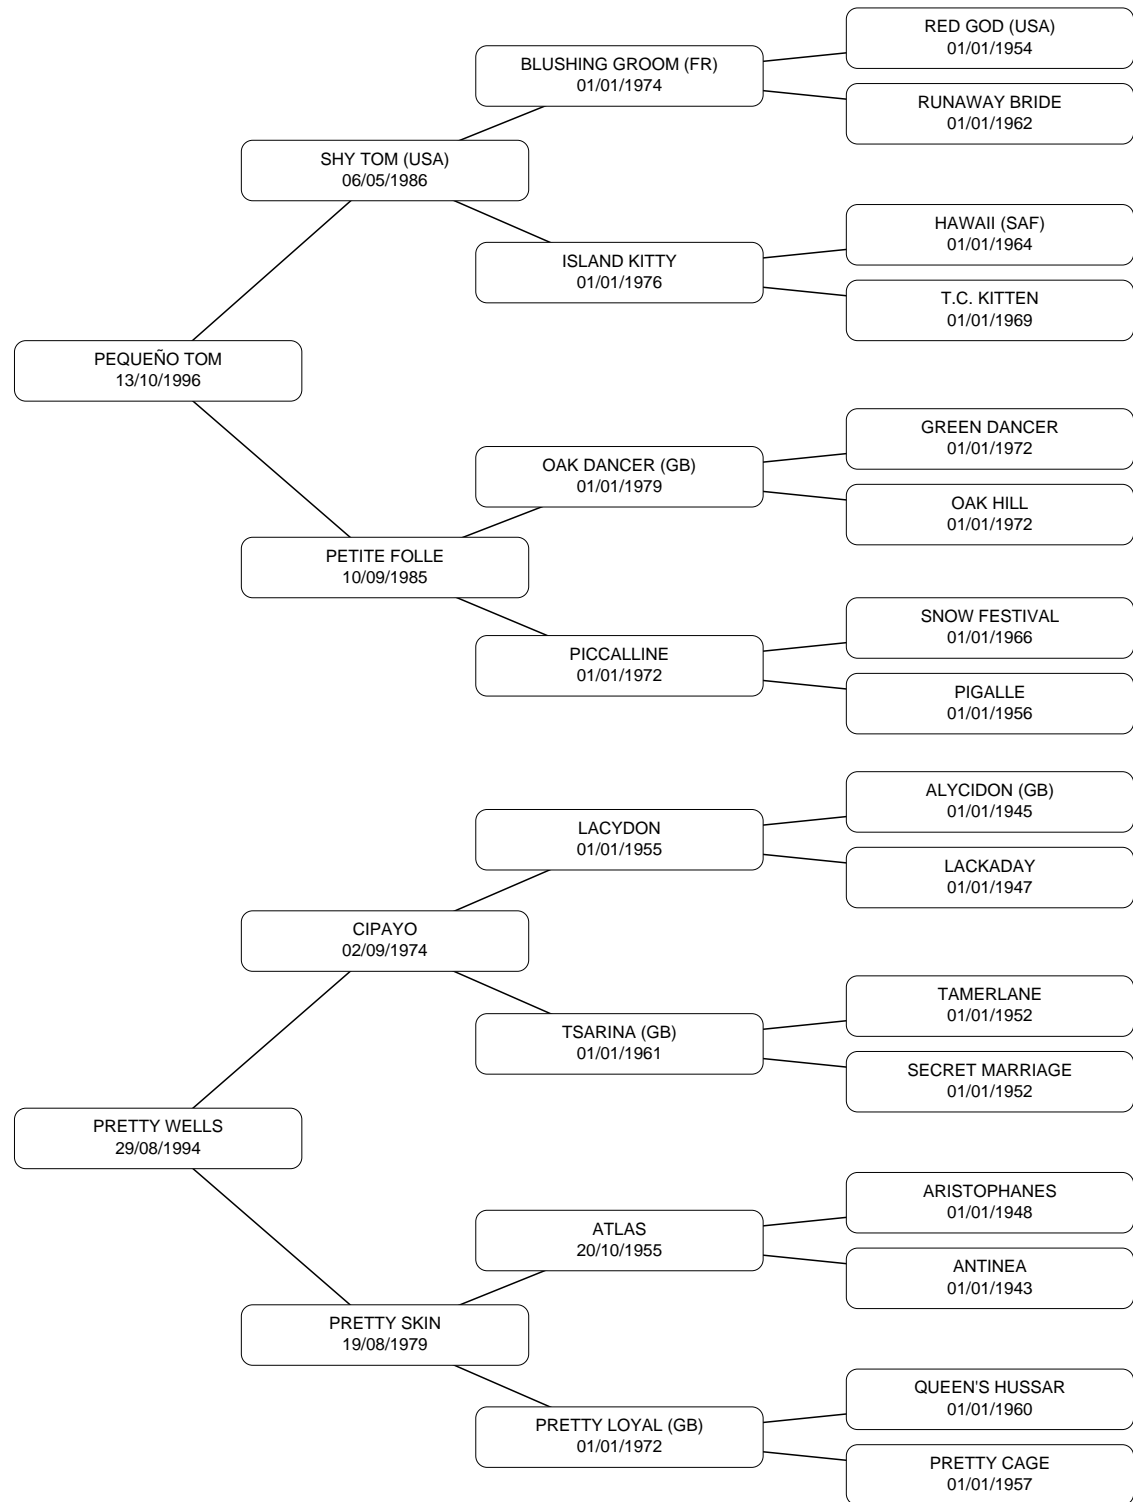 RED GOD (USA)
01/01/1954
BLUSHING GROOM (FR)
01/01/1974
RUNAWAY BRIDE
01/01/1962
SHY TOM (USA)
06/05/1986
HAWAII (SAF)
01/01/1964
ISLAND KITTY
01/01/1976
T.C. KITTEN
01/01/1969
PEQUEÑO TOM
13/10/1996
GREEN DANCER
01/01/1972
OAK DANCER (GB)
01/01/1979
OAK HILL
01/01/1972
PETITE FOLLE
10/09/1985
SNOW FESTIVAL
01/01/1966
PICCALLINE
01/01/1972
PIGALLE
01/01/1956
ALYCIDON (GB)
01/01/1945
LACYDON
01/01/1955
LACKADAY
01/01/1947
CIPAYO
02/09/1974
TAMERLANE
01/01/1952
TSARINA (GB)
01/01/1961
SECRET MARRIAGE
01/01/1952
PRETTY WELLS
29/08/1994
ARISTOPHANES
01/01/1948
ATLAS
20/10/1955
ANTINEA
01/01/1943
PRETTY SKIN
19/08/1979
QUEEN'S HUSSAR
01/01/1960
PRETTY LOYAL (GB)
01/01/1972
PRETTY CAGE
01/01/1957